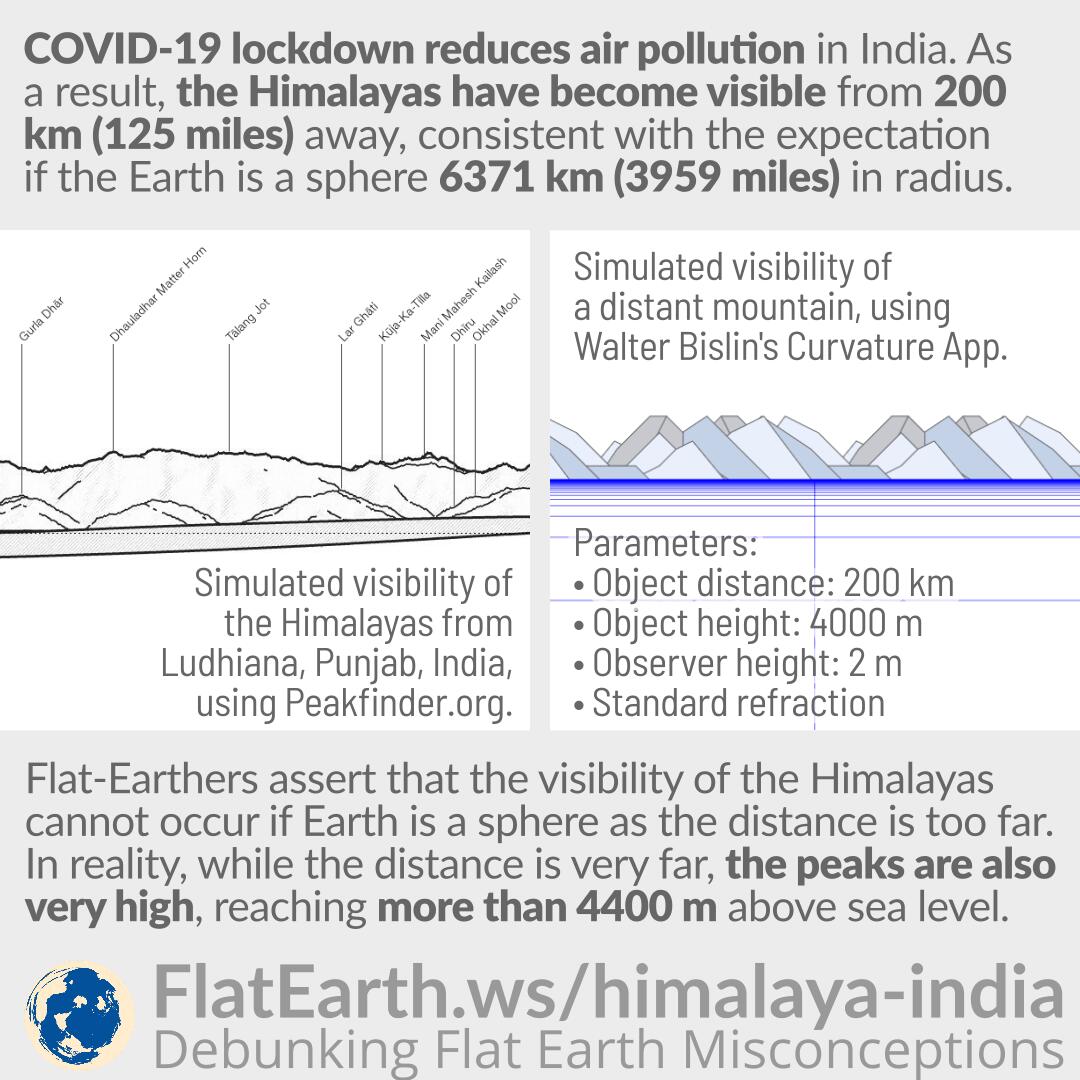 COVID-19 lockdown reduces air pollution in India. As
a result, the Himalayas have become visible from 200
km (125 miles) away, consistent with the expectation
if the Earth is a sphere 6371 km (3959 miles) in radius.
Gurla Dhār
Dhauladhar Matter Horn
Tālang Jot
Lar Ghāti
Kūja-Ka-Tilla
Mani Mahesh Kailash
Dhīru
Okhal Mool
Simulated visibility of
the Himalayas from
Ludhiana, Punjab, India,
using Peakfinder.org.
Simulated visibility of
a distant mountain, using
Walter Bislin's Curvature App.
Parameters:
• Object distance: 200 km
• Object height: 4000 m
• Observer height: 2 m
• Standard refraction
Flat-Earthers assert that the visibility of the Himalayas
cannot occur if Earth is a sphere as the distance is too far.
In reality, while the distance is very far, the peaks are also
very high, reaching more than 4400 m above sea level.
FlatEarth.ws/himalaya-india
Debunking Flat Earth Misconceptions